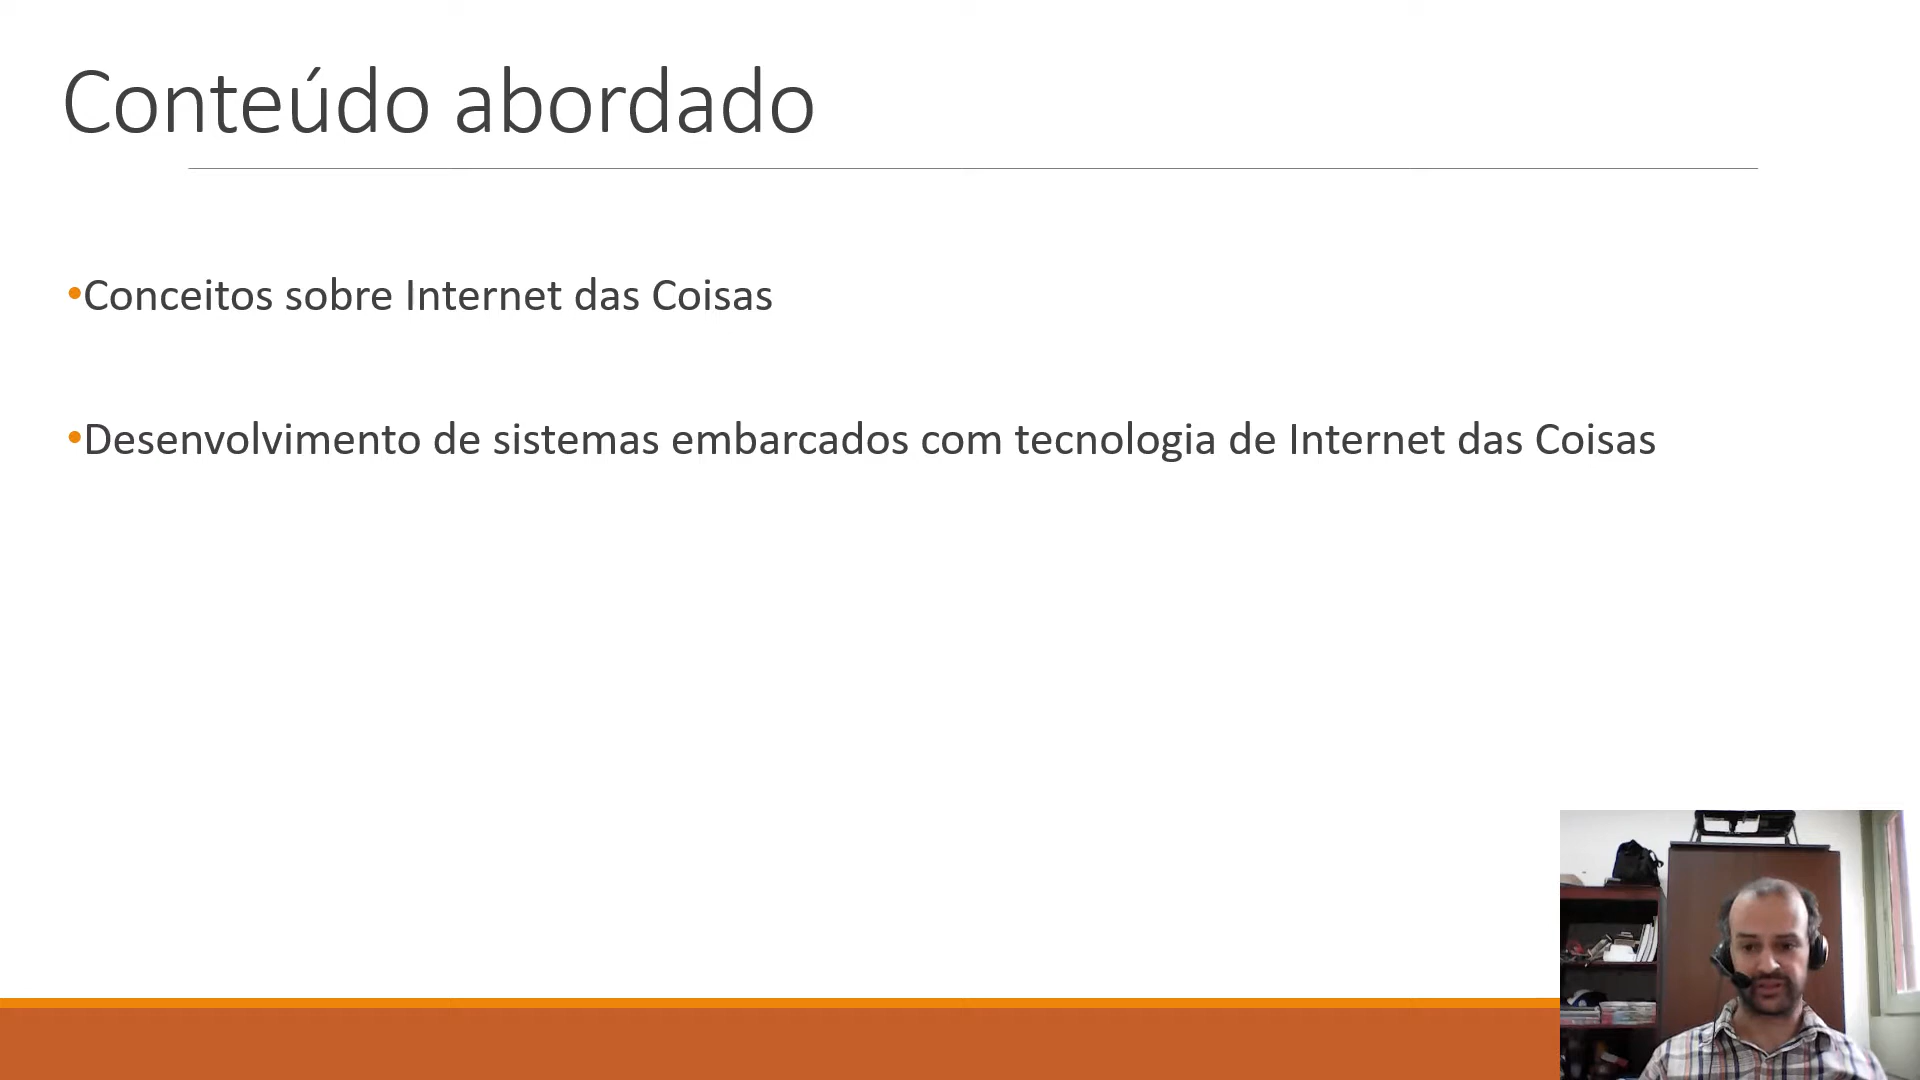 Conteúdo abordado
•Conceitos sobre Internet das Coisas
•Desenvolvimento de sistemas embarcados com tecnologia de Internet das Coisas